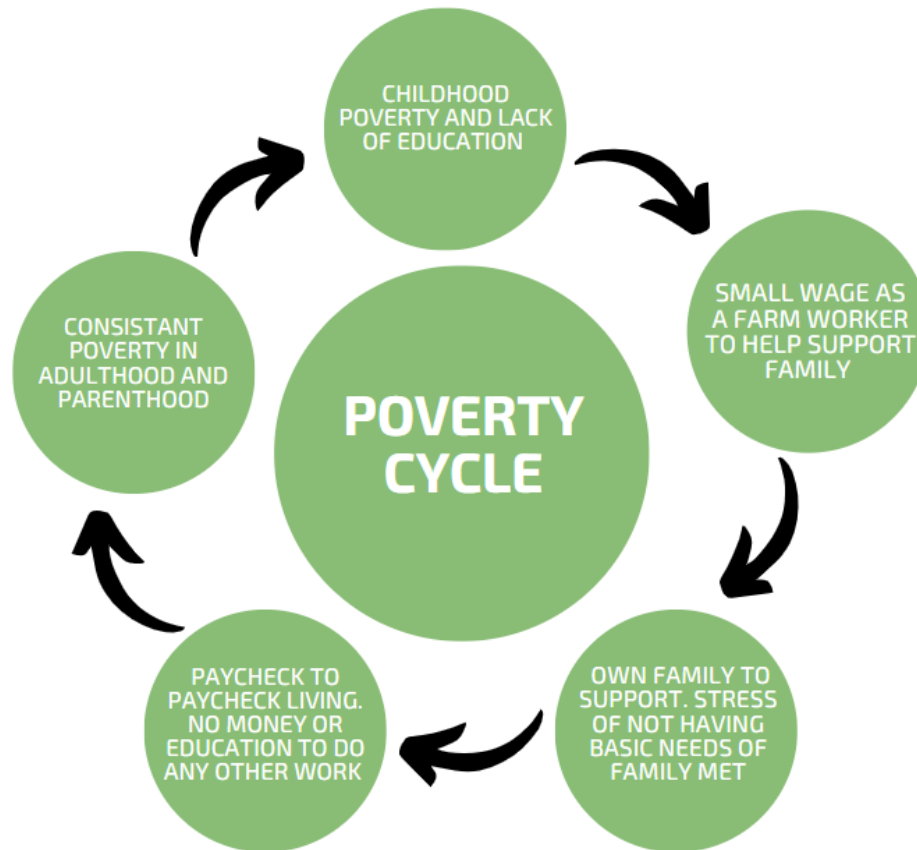 CHILDHOOD
POVERTY AND LACK
OF EDUCATION
SMALL WAGE AS
A FARM WORKER
TO HELP SUPPORT
FAMILY
OWN FAMILY TO
SUPPORT. STRESS
OF NOT HAVING
BASIC NEEDS OF
FAMILY MET
PAYCHECK TO
PAYCHECK LIVING.
NO MONEY OR
EDUCATION TO DO
ANY OTHER WORK
CONSISTANT
POVERTY IN
ADULTHOOD AND
PARENTHOOD
POVERTY
CYCLE